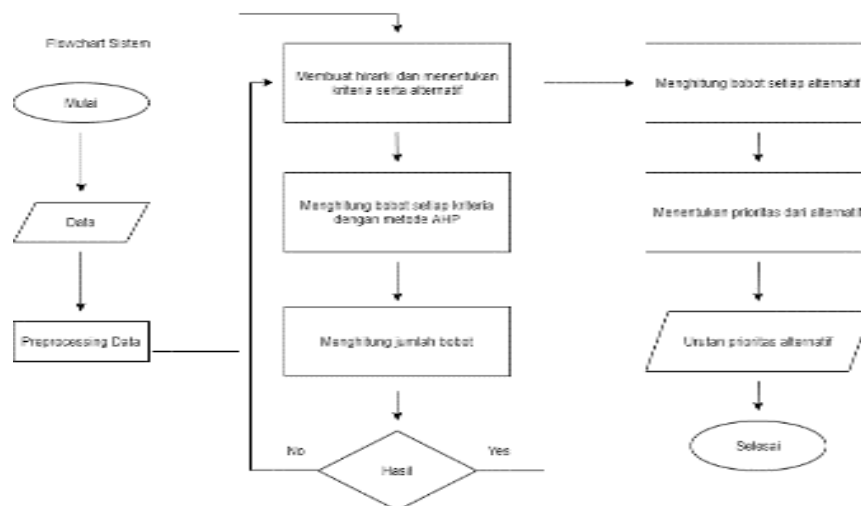 Flowchart Sistem
Mulai
Data
Preprocessing Data
Membuat hirarki dan menentukan
kriteria serta alternatif
Menghitung bobot setiap kriteria
dengan metode AHP
Menghitung jumlah bobot
No
Hasil
Yes
Menghitung bobot setiap alternatif
Menentukan prioritas dari alternatif
Urutan prioritas alternatif
Selesai